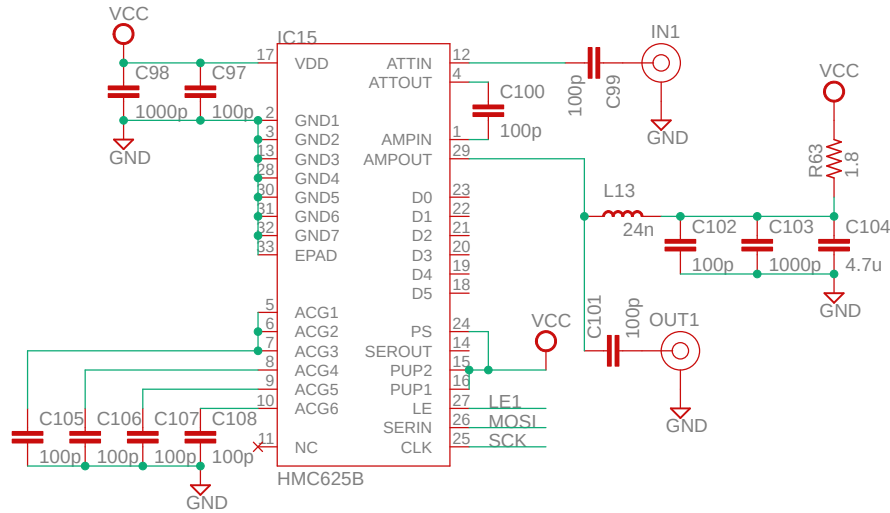 VCC
IC15
IN1
17
VDD
ATTIN
12
C98
C97
ATTOUT
4
100p
C99
VCC
1000p
100p
C100
100p
2
GND1
3
GND2
AMPIN
1
GND
GND
13
GND3
AMPOUT
29
R63
1.8
28
GND4
30
GND5
D0
23
L13
31
GND6
D1
22
24n
C102
C103
C104
32
GND7
D2
21
33
EPAD
D3
20
100p
1000p
4.7u
D4
19
D5
18
5
ACG1
GND
6
ACG2
PS
24
VCC
C101
100p
OUT1
7
ACG3
SEROUT
14
8
ACG4
PUP2
15
9
ACG5
PUP1
16
10
ACG6
LE
27
LE1
C105
C106
C107
C108
SERIN
26
MOSI
GND
11
NC
CLK
25
SCK
100p
100p
100p
100p
HMC625B
GND